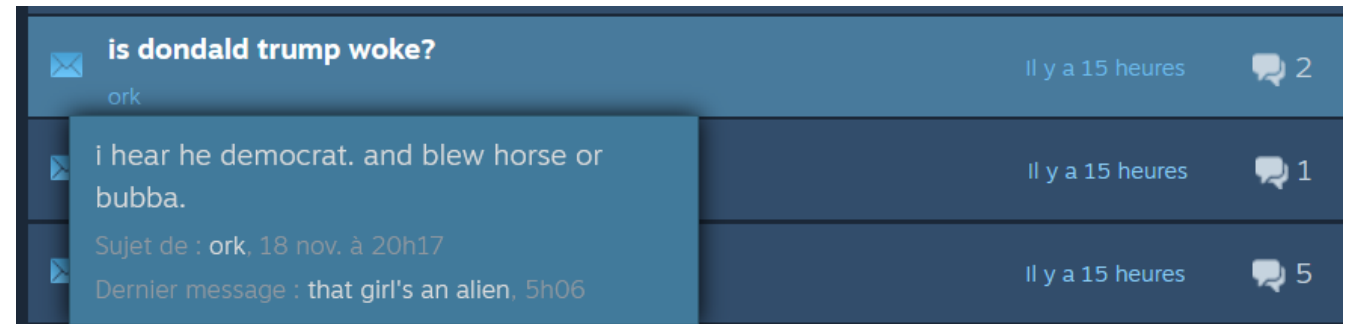 is dondald trump woke?
ork
Il y a 15 heures
2
i hear he democrat. and blew horse or
bubba.
Sujet de : ork, 18 nov. à 20h17
Dernier message : that girl's an alien, 5h06
Il y a 15 heures
1
Il y a 15 heures
5